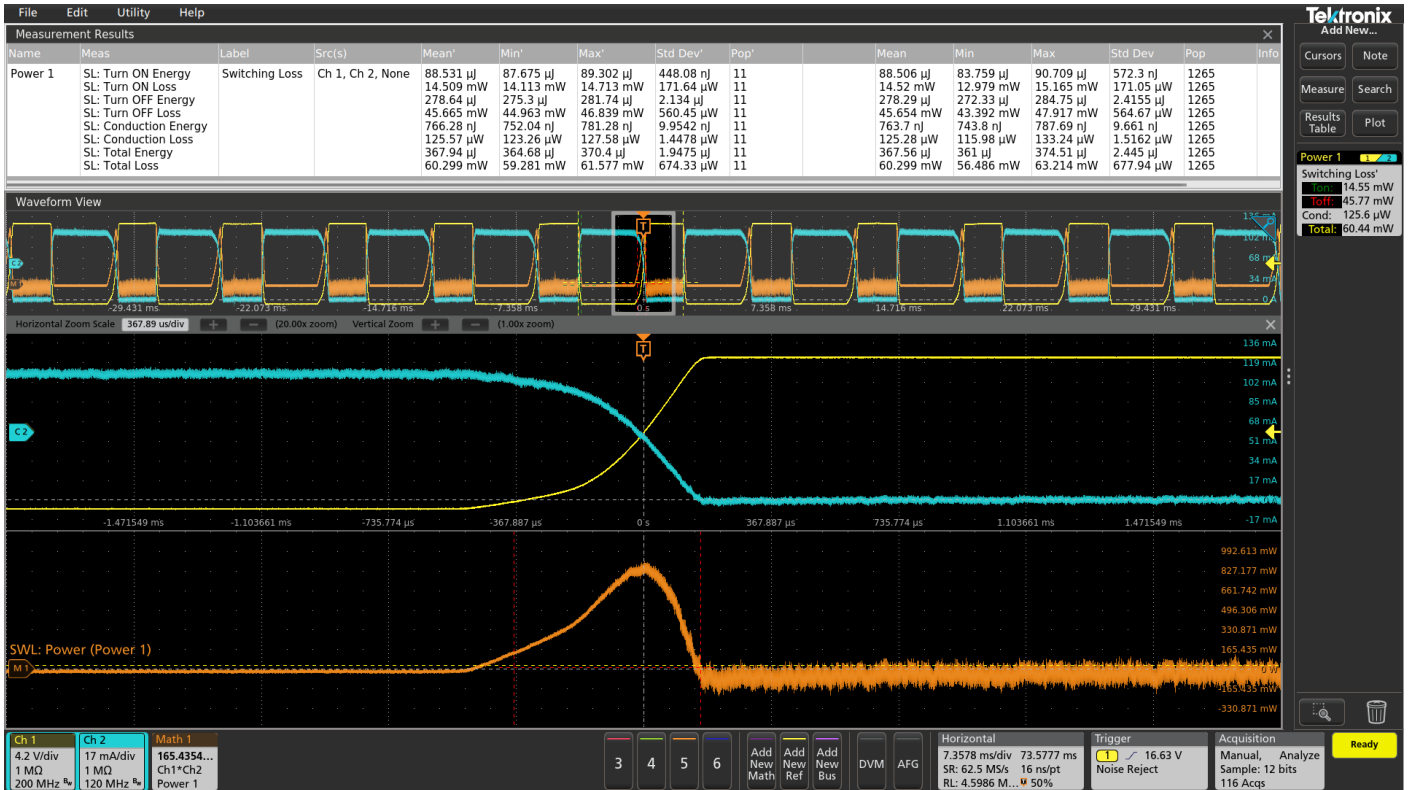 File Edit Utility Help
Tektronix
Add New...
Measurement Results
Name Meas Label Src(s) Mean' Min' Max' Std Dev' Pop' Mean Min Max Std Dev Pop Info
Power 1 SL: Turn ON Energy Switching Loss Ch 1, Ch 2, None 88.531 µJ 87.675 µJ 89.302 µJ 448.08 nJ 11 88.506 µJ 83.759 µJ 90.709 µJ 572.3 nJ 1265
SL: Turn ON Loss 14.509 mW 14.113 mW 14.713 mW 171.64 µW 11 14.52 mW 12.979 mW 15.165 mW 171.05 µW 1265
SL: Turn OFF Energy 278.64 µJ 275.3 µJ 281.74 µJ 2.134 µJ 11 278.29 µJ 272.33 µJ 284.75 µJ 2.4155 µJ 1265
SL: Turn OFF Loss 45.665 mW 44.963 mW 46.839 mW 560.45 µW 11 45.654 mW 43.392 mW 47.917 mW 564.67 µW 1265
SL: Conduction Energy 766.28 nJ 752.04 nJ 781.28 nJ 9.9542 nJ 11 763.7 nJ 743.8 nJ 787.69 nJ 9.661 nJ 1265
SL: Conduction Loss 125.57 µW 123.26 µW 127.58 µW 1.4478 µW 11 125.28 µW 115.98 µW 133.24 µW 1.5162 µW 1265
SL: Total Energy 367.94 µJ 364.68 µJ 370.4 µJ 1.9475 µJ 11 367.56 µJ 361 µJ 374.51 µJ 2.445 µJ 1265
SL: Total Loss 60.299 mW 59.281 mW 61.577 mW 674.33 µW 11 60.299 mW 56.486 mW 63.214 mW 677.94 µW 1265
Cursors Note
Measure Search
Results Table Plot
Power 1 1 2
Switching Loss'
Ton: 14.55 mW
Toff: 45.77 mW
Cond: 125.6 µW
Total: 60.44 mW
Waveform View
T
136 mA
102 mA
C2 68 mA
M 34 mA
0 A
-29.431 ms -22.073 ms -14.716 ms -7.358 ms 0 s 7.358 ms 14.716 ms 22.073 ms 29.431 ms
Horizontal Zoom Scale 367.89 us/div + − (20.00x zoom) Vertical Zoom + − (1.00x zoom)
T
136 mA
119 mA
102 mA
85 mA
68 mA
C 2
51 mA
34 mA
17 mA
-17 mA
-1.471549 ms -1.103661 ms -735.774 µs -367.887 µs 0 s 367.887 µs 735.774 µs 1.103661 ms 1.471549 ms
992.613 mW
827.177 mW
661.742 mW
496.306 mW
330.871 mW
165.435 mW
SWL: Power (Power 1)
M 1 0 W
-165.435 mW
-330.871 mW
Ch 1
4.2 V/div
1 MΩ
200 MHz Bw
Ch 2
17 mA/div
1 MΩ
120 MHz Bw
Math 1
165.4354...
Ch1*Ch2
Power 1
3 4 5 6
Add New Math
Add New Ref
Add New Bus
DVM AFG
Horizontal
7.3578 ms/div 73.5777 ms
SR: 62.5 MS/s 16 ns/pt
RL: 4.5986 M... 50%
Trigger
1 16.63 V
Noise Reject
Acquisition
Manual, Analyze
Sample: 12 bits
116 Acqs
Ready